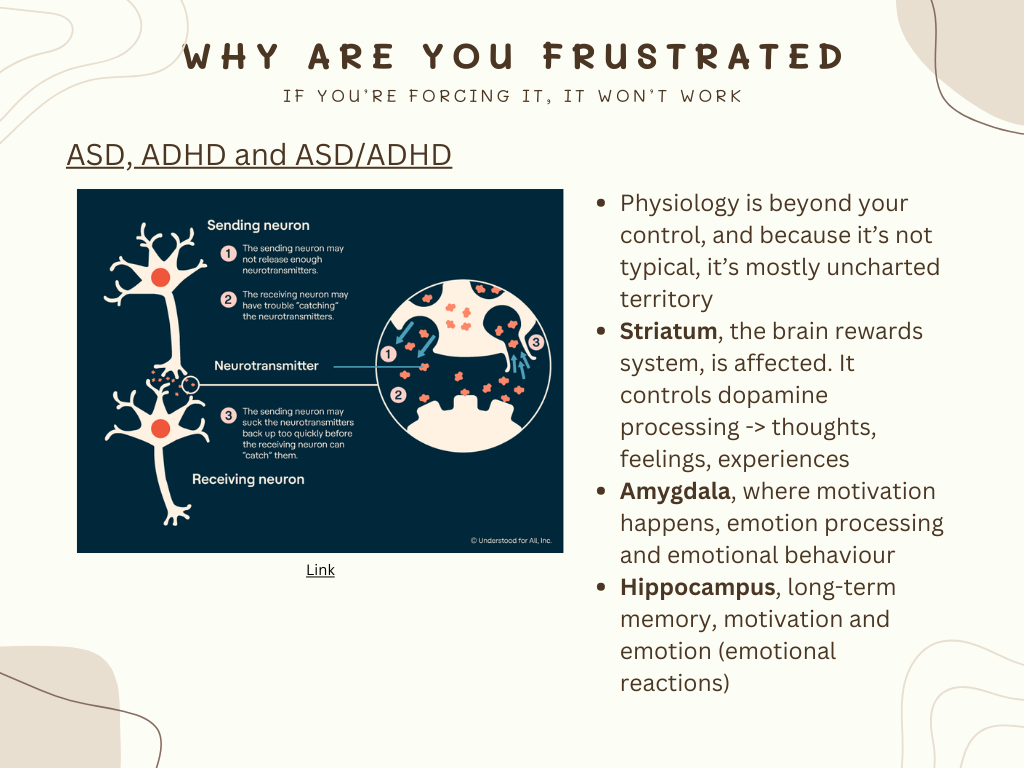 WHY ARE YOU FRUSTRATED
IF YOU'RE FORCING IT, IT WON'T WORK
ASD, ADHD and ASD/ADHD
Sending neuron
1
The sending neuron may
not release enough
neurotransmitters.
2
The receiving neuron may
have trouble "catching"
the neurotransmitters.
Neurotransmitter
3
The sending neuron may
suck the neurotransmitters
back up too quickly before
the receiving neuron can
"catch" them.
Receiving neuron
1
2
3
© Understood for All, Inc.
Link
• Physiology is beyond your
control, and because it's not
typical, it's mostly uncharted
territory
• Striatum, the brain rewards
system, is affected. It
controls dopamine
processing -> thoughts,
feelings, experiences
• Amygdala, where motivation
happens, emotion processing
and emotional behaviour
• Hippocampus, long-term
memory, motivation and
emotion (emotional
reactions)